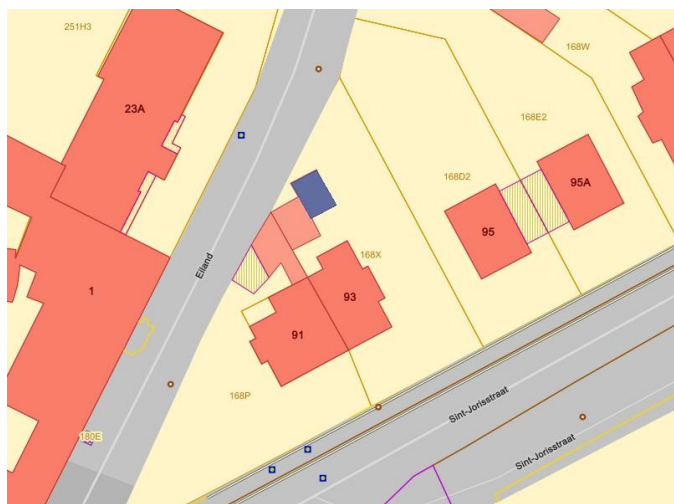 251H3
168W
23A
168E2
168D2
95A
95
Eiland
168X
1
93
91
168P
Sint-Jorisstraat
180E
Sint-Jorisstraat